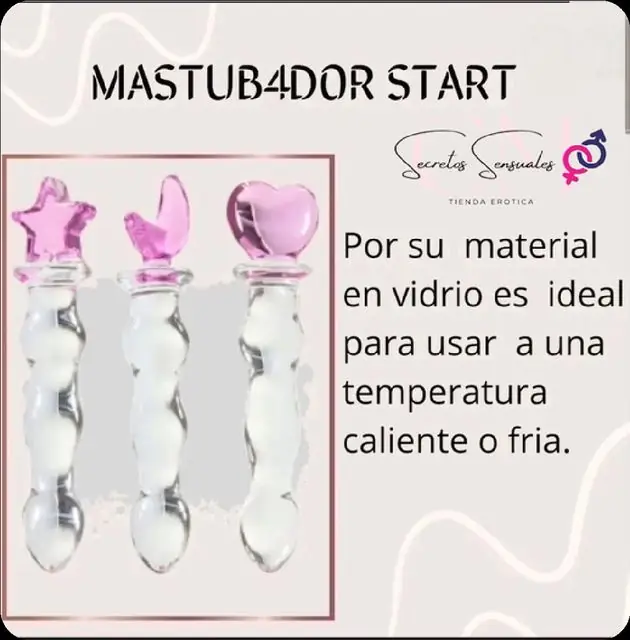 MASTUB4DOR START
Secretos Sensuales
TIENDA EROTICA
Por su material
en vidrio es ideal
para usar a una
temperatura
caliente o fria.